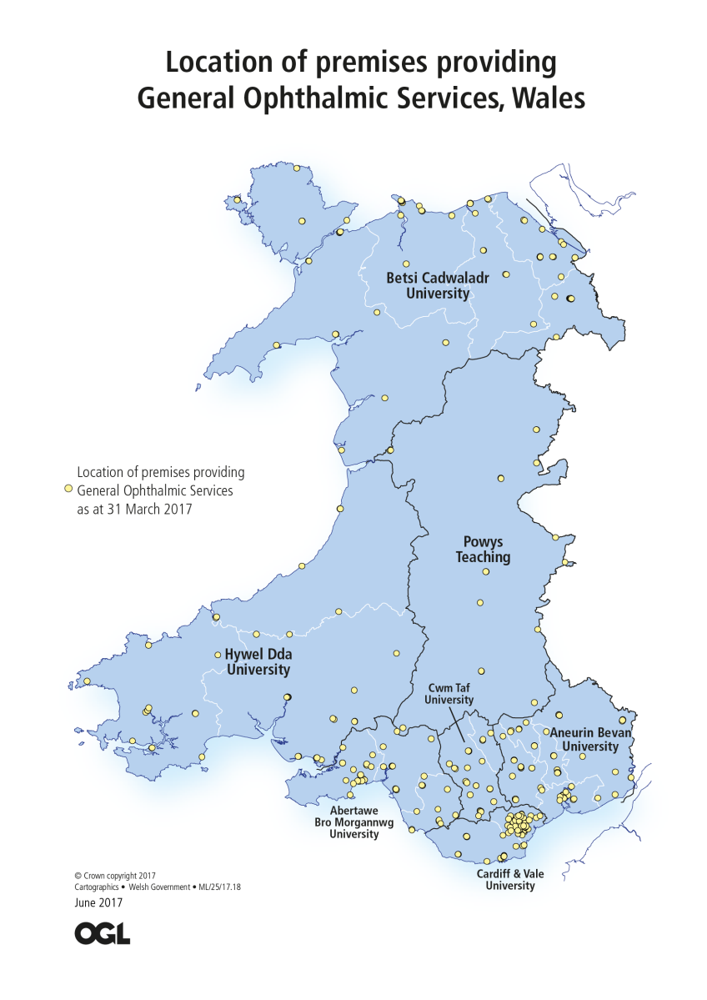 Location of premises providing
General Ophthalmic Services, Wales
Betsi Cadwaladr
University
Location of premises providing
General Ophthalmic Services
as at 31 March 2017
Powys
Teaching
Hywel Dda
University
Cwm Taf
University
Aneurin Bevan
University
Abertawe
Bro Morgannwg
University
Cardiff & Vale
University
© Crown copyright 2017
Cartographics • Welsh Government • ML/25/17.18
June 2017
OGL